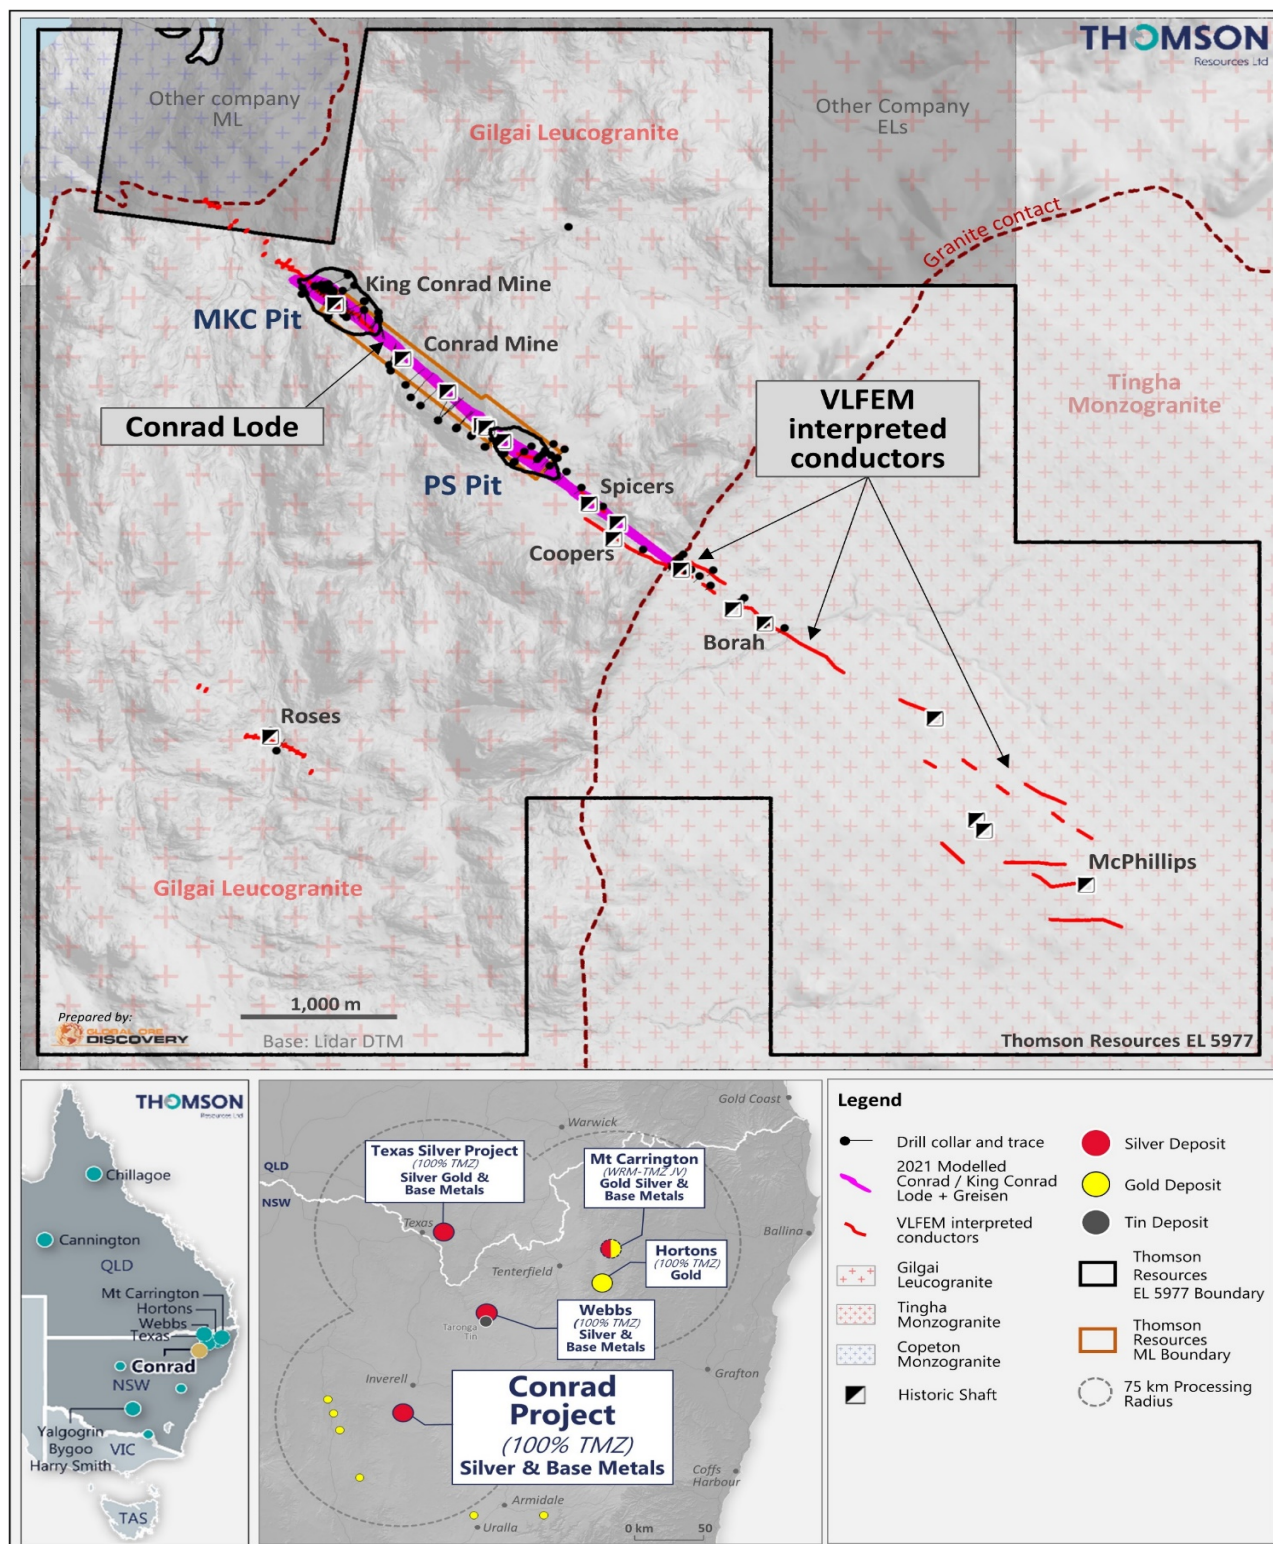 THOMSON
Resources Ltd
Other company
ML
Gilgai Leucogranite
Other Company
ELs
Granite contact
King Conrad Mine
MKC Pit
Conrad Mine
Conrad Lode
VLFEM
interpreted
conductors
Tingha
Monzogranite
PS Pit
Spicers
Coopers
Borah
Roses
McPhillips
Gilgai Leucogranite
1,000 m
Prepared by:
GLOBAL ORE
DISCOVERY
Base: Lidar DTM
Thomson Resources EL 5977
THOMSON
Resources Ltd
Chillagoe
Cannington
QLD
Mt Carrington
Hortons
Webbs
Texas
Conrad
NSW
Yalgogrin
Bygoo
Harry Smith
VIC
TAS
Gold Coast
Warwick
QLD
NSW
Texas Silver Project
(100% TMZ)
Silver Gold &
Base Metals
Mt Carrington
(WRM-TMZ JV)
Gold Silver &
Base Metals
Texas
Ballina
Hortons
(100% TMZ)
Gold
Tenterfield
Webbs
(100% TMZ)
Silver &
Base Metals
Taronga
Tin
Grafton
Inverell
Conrad
Project
(100% TMZ)
Silver & Base Metals
Coffs
Harbour
Armidale
Uralla
0 km 50
Legend
Drill collar and trace
2021 Modelled
Conrad / King Conrad
Lode + Greisen
VLFEM interpreted
conductors
Gilgai
Leucogranite
Tingha
Monzogranite
Copeton
Monzogranite
Historic Shaft
Silver Deposit
Gold Deposit
Tin Deposit
Thomson
Resources
EL 5977 Boundary
Thomson
Resources
ML Boundary
75 km Processing
Radius